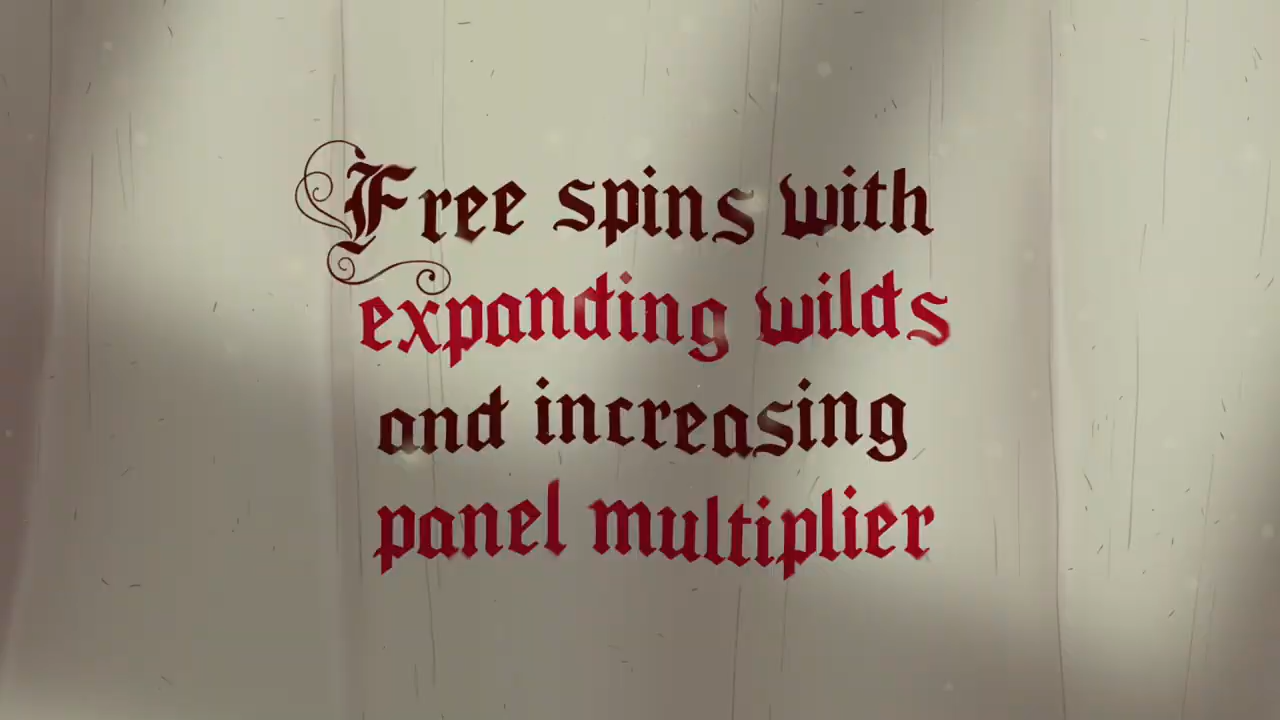 Free spins with
expanding wilds
and increasing
panel multiplier